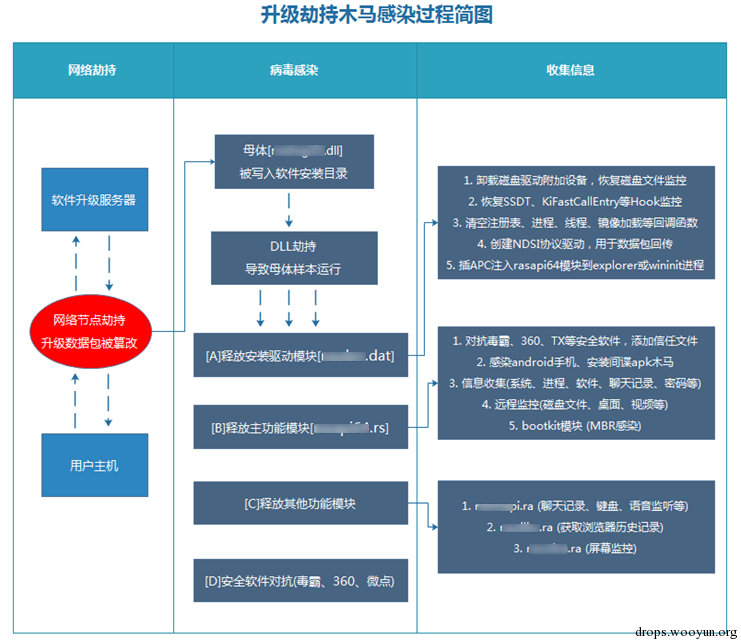 升级劫持木马感染过程简图
网络劫持
病毒感染
收集信息
软件升级服务器
网络节点劫持
升级数据包被篡改
用户主机
母体[ .dll]
被写入软件安装目录
DLL劫持
导致母体样本运行
[A]释放安装驱动模块[ .dat]
[B]释放主功能模块[ .rs]
[C]释放其他功能模块
[D]安全软件对抗(毒霸、360、微点)
1. 卸载磁盘驱动附加设备，恢复磁盘文件监控
2. 恢复SSDT、KiFastCallEntry等Hook监控
3. 清空注册表、进程、线程、镜像加载等回调函数
4. 创建NDSI协议驱动，用于数据包回传
5. 插APC注入rasapi64模块到explorer或wininit进程
1. 对抗毒霸、360、TX等安全软件，添加信任文件
2. 感染android手机、安装间谍apk木马
3. 信息收集(系统、进程、软件、聊天记录、密码等)
4. 远程监控(磁盘文件、桌面、视频等)
5. bootkit模块 (MBR感染)
1. pi.ra (聊天记录、键盘、语音监听等)
2. .ra (获取浏览器历史记录)
3. .ra (屏幕监控)
drops.wooyun.org